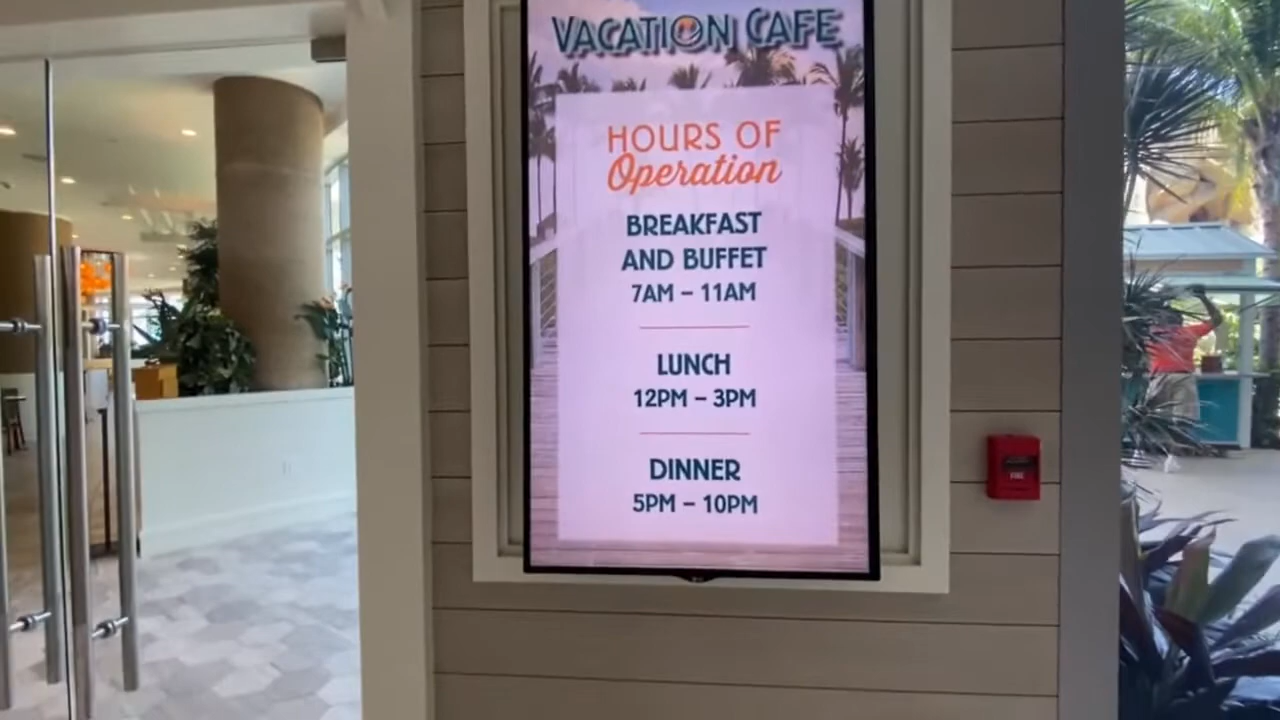 VACATION CAFE
HOURS OF
Operation
BREAKFAST
AND BUFFET
7AM – 11AM
LUNCH
12PM – 3PM
DINNER
5PM – 10PM